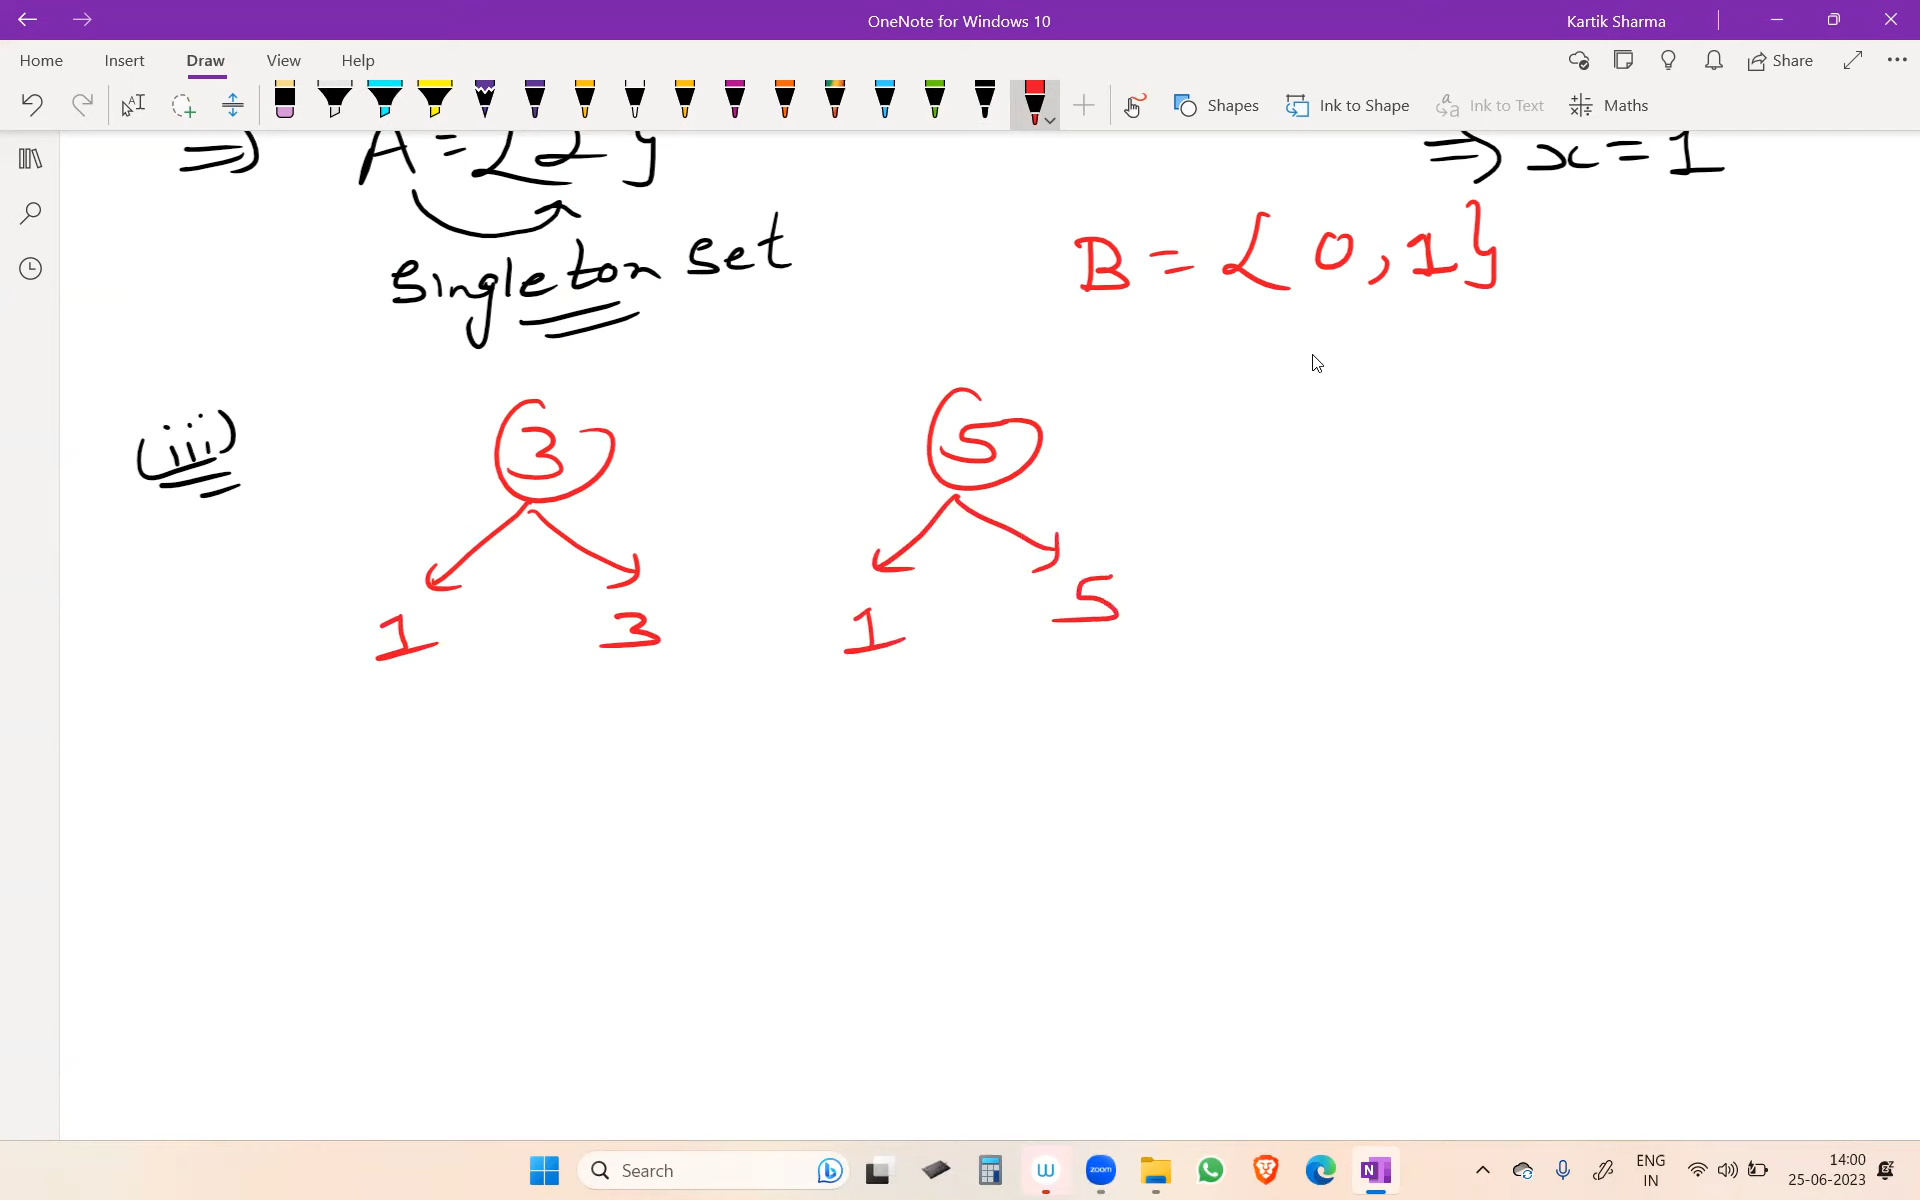 OneNote for Windows 10
Kartik Sharma
Home Insert Draw View Help
Share
Shapes Ink to Shape Ink to Text Maths
⇒ A = {2}
⇒ x = 1
singleton set
B = {0, 1}
(iii)
3 5
1 3 1 5
Search
zoom
ENG
IN
14:00
25-06-2023